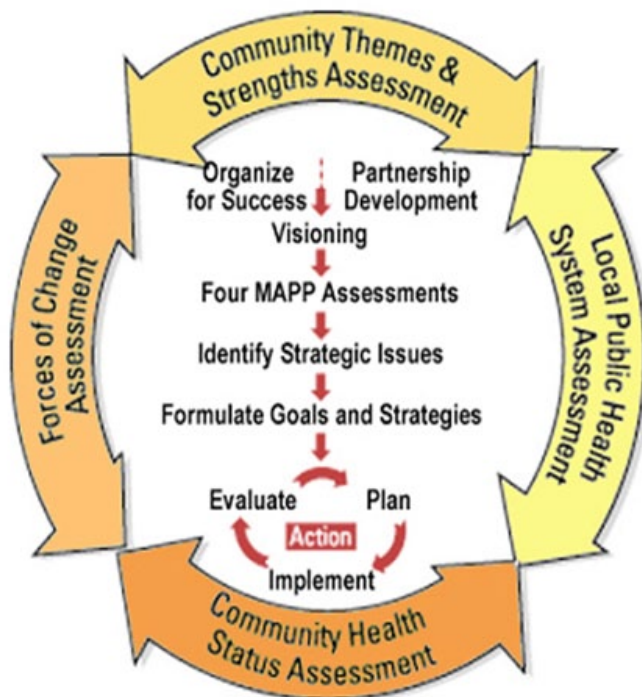 Community Themes &
Strengths Assessment
Organize
for Success
Partnership
Development
Visioning
Four MAPP Assessments
Identify Strategic Issues
Formulate Goals and Strategies
Evaluate
Plan
Action
Implement
Forces of Change
Assessment
Local Public Health
System Assessment
Community Health
Status Assessment